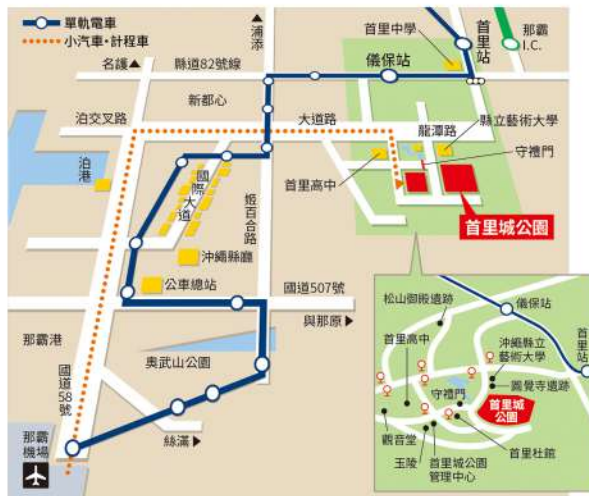 單軌電車
小汽車・計程車
浦添
首里中學
首里站
那霸
I.C.
名護
縣道82號線
儀保站
新都心
泊交叉路
大道路
龍潭路
縣立藝術大學
泊港
國際大道
首里高中
守禮門
姬百合路
首里城公園
沖繩縣廳
公車總站
國道507號
與那原
那霸港
奧武山公園
國道58號
絲滿
那霸
機場
松山御殿遺跡
儀保站
首里站
首里高中
沖繩縣立
藝術大學
圓覺寺遺跡
守禮門
首里城
公園
觀音堂
玉陵
首里城公園
管理中心
首里杜館